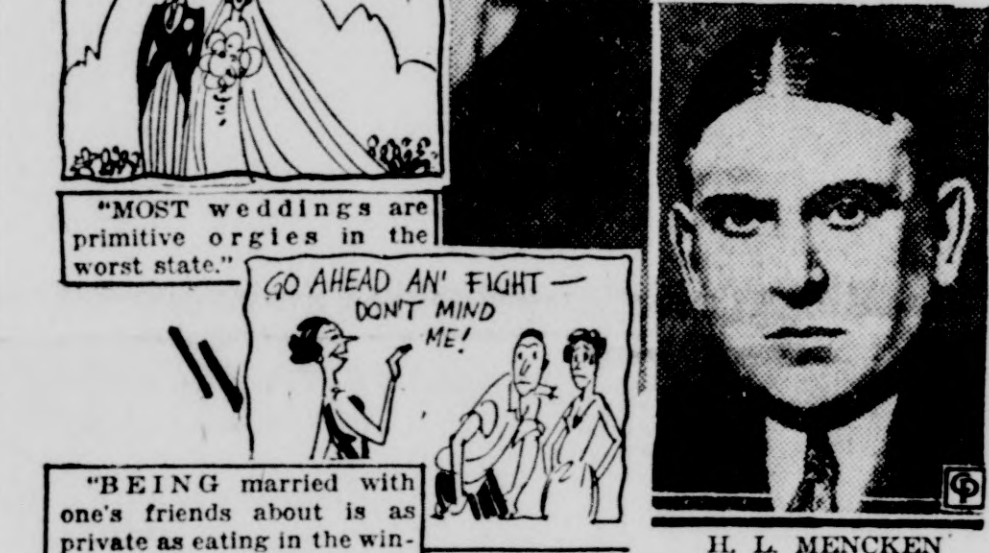 "MOST weddings are
primitive orgies in the
worst state."
GO AHEAD AN' FIGHT —
DON'T MIND
ME!
"BEING married with
one's friends about is as
private as eating in the win-
H. L. MENCKEN
CP